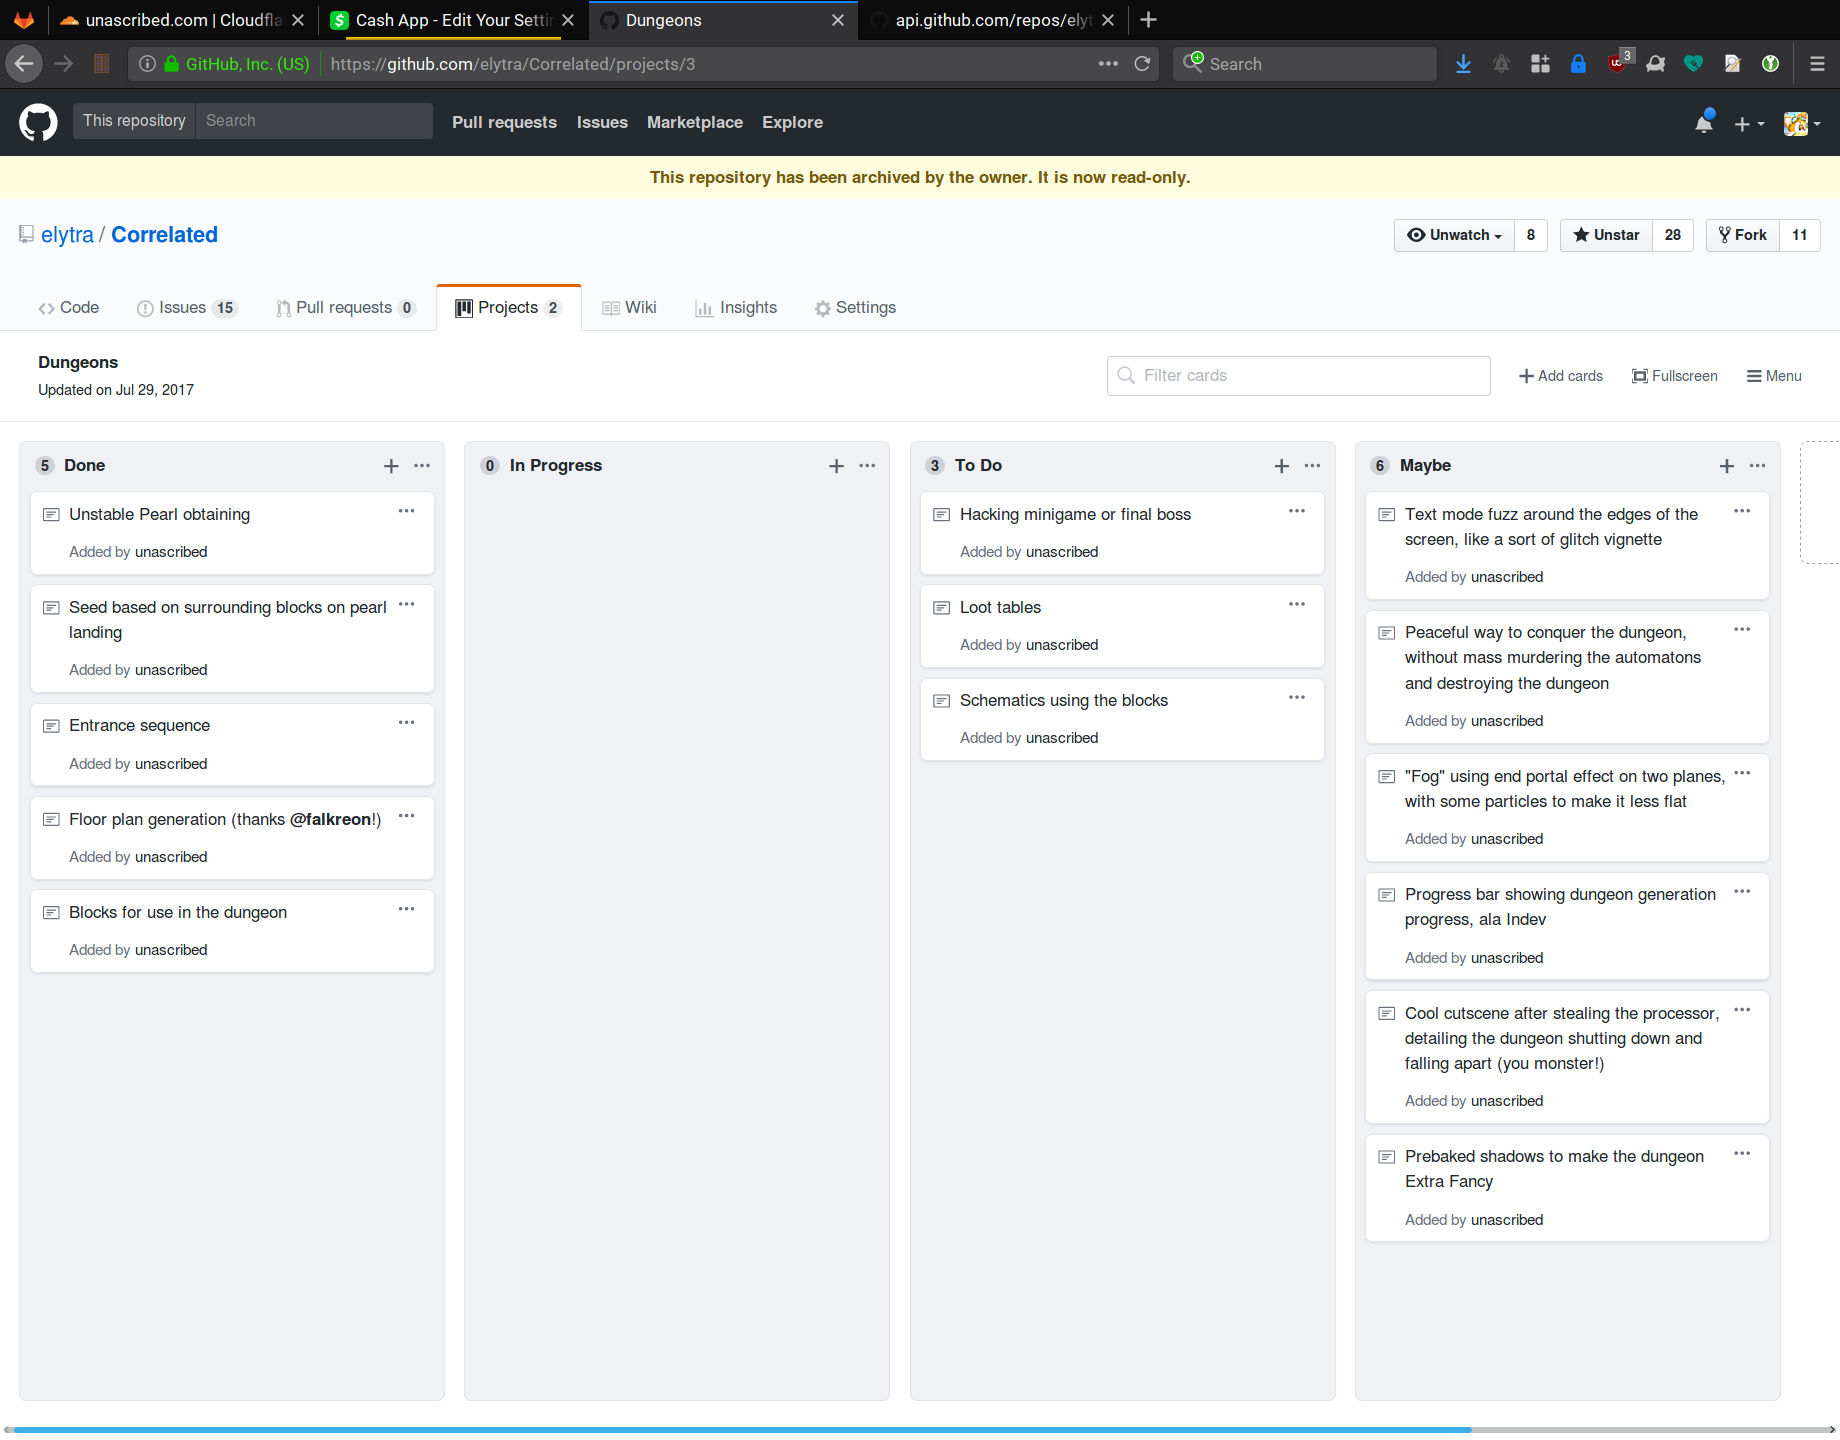 unascribed.com | Cloudfla
Cash App - Edit Your Settin
Dungeons
api.github.com/repos/elyt
GitHub, Inc. (US)
https://github.com/elytra/Correlated/projects/3
Search
3
This repository
Search
Pull requests
Issues
Marketplace
Explore
This repository has been archived by the owner. It is now read-only.
elytra / Correlated
Unwatch 8
Unstar 28
Fork 11
Code
Issues 15
Pull requests 0
Projects 2
Wiki
Insights
Settings
Dungeons
Updated on Jul 29, 2017
Filter cards
Add cards
Fullscreen
Menu
5 Done
Unstable Pearl obtaining
Added by unascribed
Seed based on surrounding blocks on pearl
landing
Added by unascribed
Entrance sequence
Added by unascribed
Floor plan generation (thanks @falkreon!)
Added by unascribed
Blocks for use in the dungeon
Added by unascribed
0 In Progress
3 To Do
Hacking minigame or final boss
Added by unascribed
Loot tables
Added by unascribed
Schematics using the blocks
Added by unascribed
6 Maybe
Text mode fuzz around the edges of the
screen, like a sort of glitch vignette
Added by unascribed
Peaceful way to conquer the dungeon,
without mass murdering the automatons
and destroying the dungeon
Added by unascribed
"Fog" using end portal effect on two planes,
with some particles to make it less flat
Added by unascribed
Progress bar showing dungeon generation
progress, ala Indev
Added by unascribed
Cool cutscene after stealing the processor,
detailing the dungeon shutting down and
falling apart (you monster!)
Added by unascribed
Prebaked shadows to make the dungeon
Extra Fancy
Added by unascribed